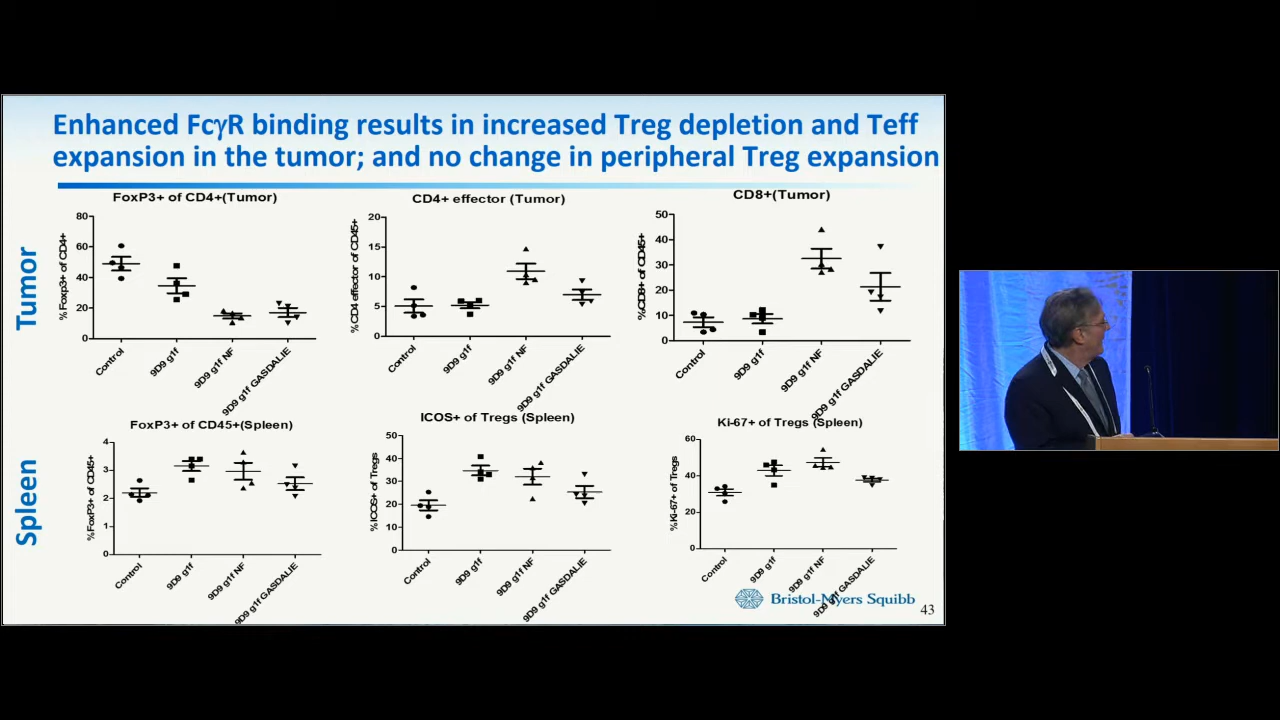 Enhanced FcγR binding results in increased Treg depletion and Teff
expansion in the tumor; and no change in peripheral Treg expansion
Tumor
FoxP3+ of CD4+(Tumor)
%Foxp3+ of CD4+
80
60
40
20
0
Control
9D9 g1f
9D9 g1f NF
9D9 g1f GASDALIE
CD4+ effector (Tumor)
%CD4 effector of CD45+
20
15
10
5
0
Control
9D9 g1f
9D9 g1f NF
9D9 g1f GASDALIE
CD8+(Tumor)
%CD8+ of CD45+
50
40
30
20
10
0
Control
9D9 g1f
9D9 g1f NF
9D9 g1f GASDALIE
Spleen
FoxP3+ of CD45+(Spleen)
%FoxP3+ of CD45+
4
3
2
1
0
Control
9D9 g1f
9D9 g1f NF
9D9 g1f GASDALIE
ICOS+ of Tregs (Spleen)
%ICOS+ of Tregs
50
40
30
20
10
0
Control
9D9 g1f
9D9 g1f NF
9D9 g1f GASDALIE
Ki-67+ of Tregs (Spleen)
%Ki-67+ of Tregs
60
40
20
0
Control
9D9 g1f
9D9 g1f NF
9D9 g1f GASDALIE
Bristol-Myers Squibb
43